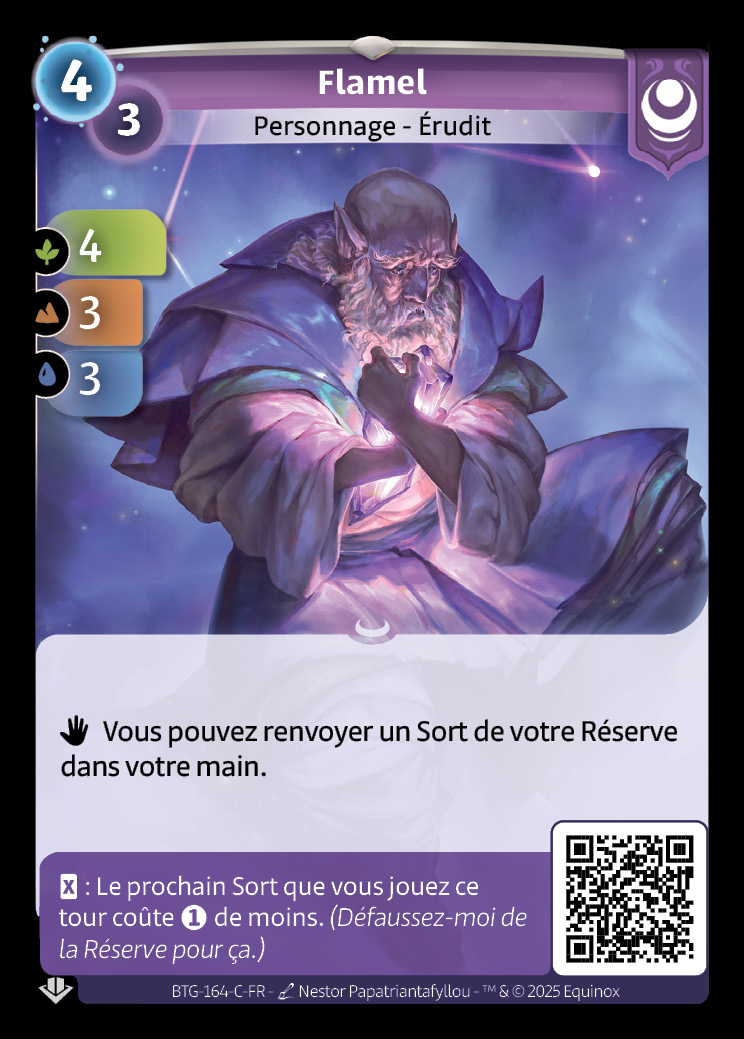 4
Flamel
3
Personnage - Érudit
4
3
3
Vous pouvez renvoyer un Sort de votre Réserve
dans votre main.
X : Le prochain Sort que vous jouez ce
tour coûte 1 de moins. (Défaussez-moi de
la Réserve pour ça.)
BTG-164-C-FR - Nestor Papatriantafyllou - ™ & © 2025 Equinox